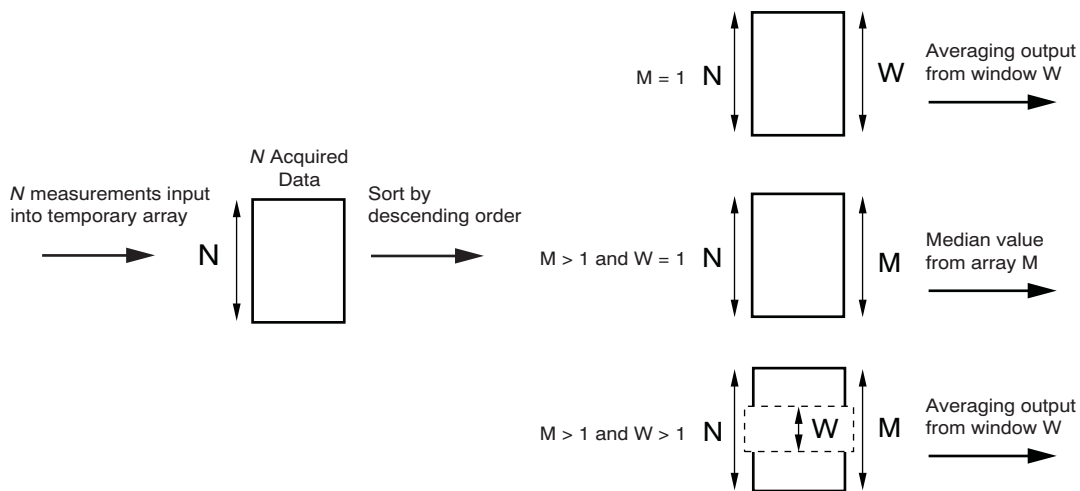 N measurements input
into temporary array
N
N Acquired
Data
Sort by
descending order
M = 1
N
W
Averaging output
from window W
M > 1 and W = 1
N
M
Median value
from array M
M > 1 and W > 1
N
W
M
Averaging output
from window W